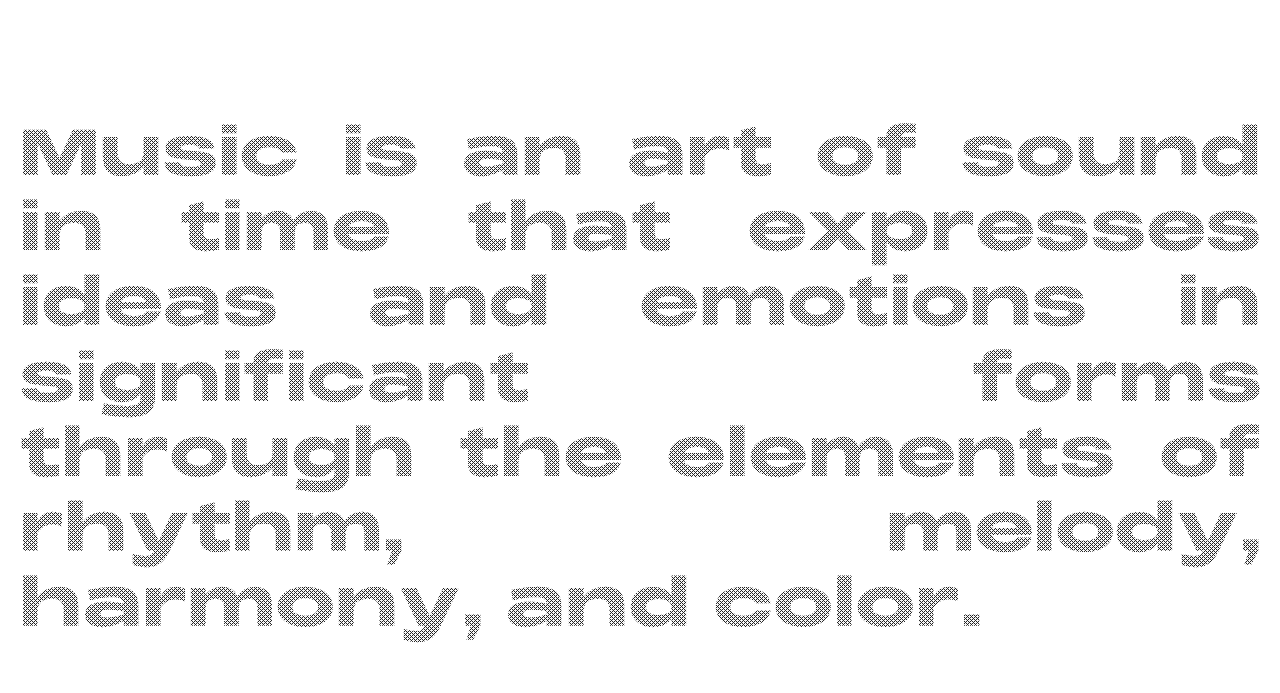 Music is an art of sound
in time that expresses
ideas and emotions in
significant forms
through the elements of
rhythm, melody,
harmony, and color.